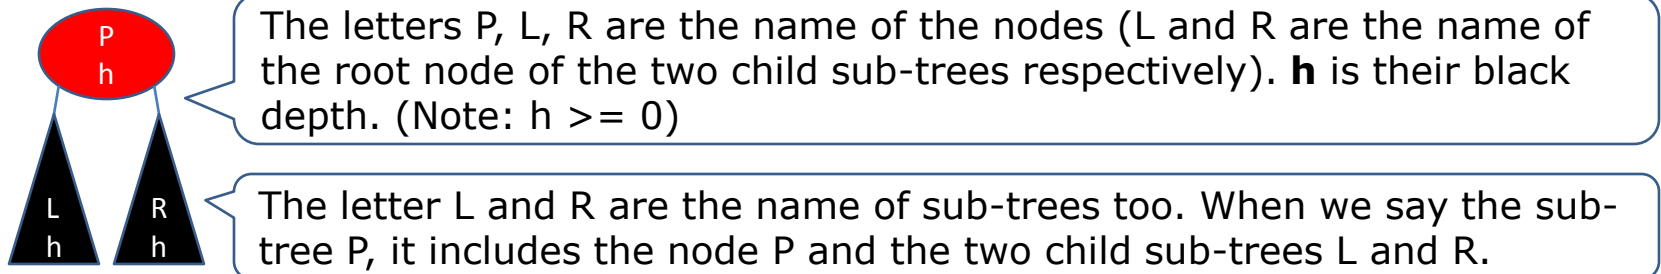 P
h
L
h
R
h
The letters P, L, R are the name of the nodes (L and R are the name of
the root node of the two child sub-trees respectively). h is their black
depth. (Note: h >= 0)
The letter L and R are the name of sub-trees too. When we say the sub-
tree P, it includes the node P and the two child sub-trees L and R.